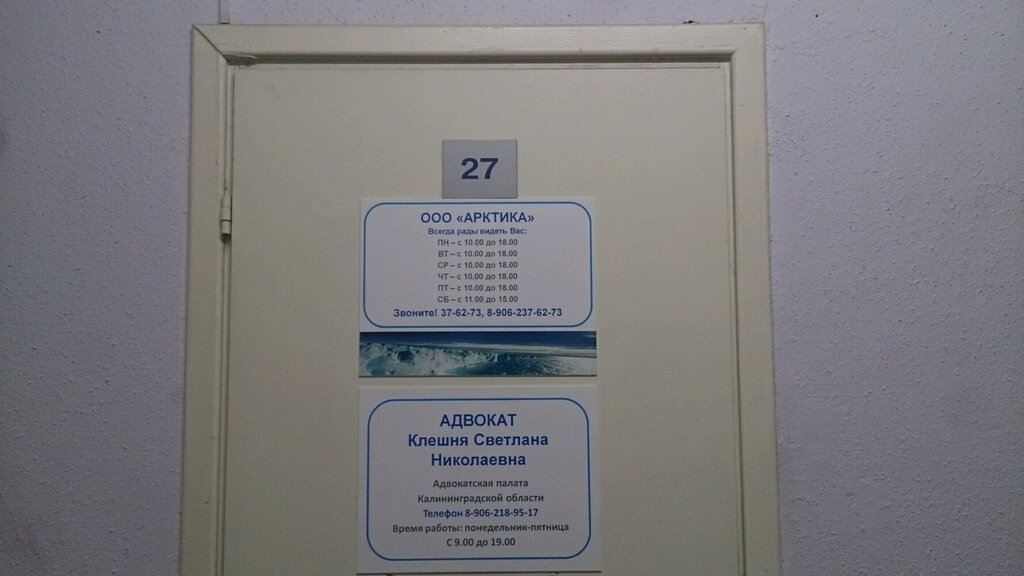 27
ООО «АРКТИКА»
Всегда рады видеть Вас:
ПН – с 10.00 до 18.00
ВТ – с 10.00 до 18.00
СР – с 10.00 до 18.00
ЧТ – с 10.00 до 18.00
ПТ – с 10.00 до 18.00
СБ – с 11.00 до 15.00
Звоните! 37-62-73, 8-906-237-62-73
АДВОКАТ
Клешня Светлана
Николаевна
Адвокатская палата
Калининградской области
Телефон 8-906-218-95-17
Время работы: понедельник-пятница
С 9.00 до 19.00